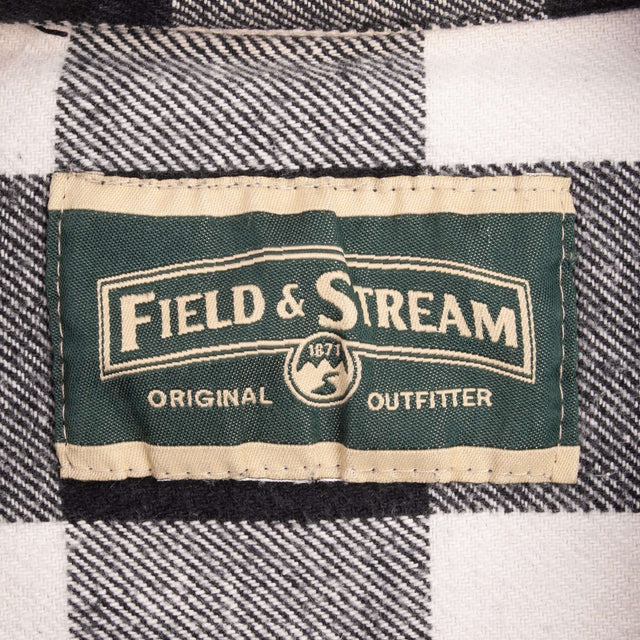 FIELD & STREAM
1871
ORIGINAL OUTFITTER